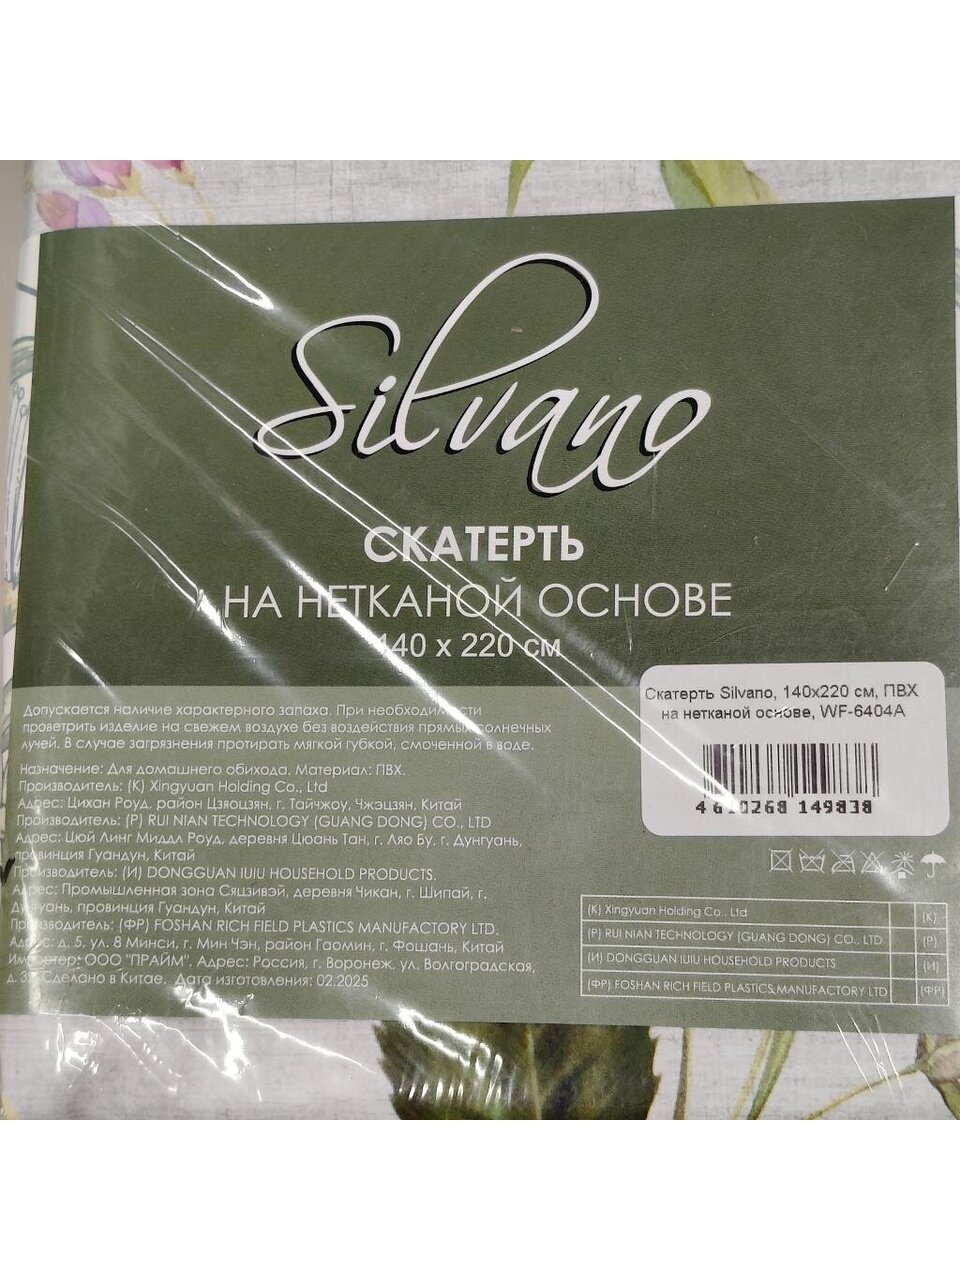 Silvano
СКАТЕРТЬ
НА НЕТКАНОЙ ОСНОВЕ
140 x 220 см
Скатерть Silvano, 140x220 см, ПВХ
на нетканой основе, WF-6404A
4 610268 149838
Допускается наличие характерного запаха. При необходимости
проветрить изделие на свежем воздухе без воздействия прямых солнечных
лучей. В случае загрязнения протирать мягкой губкой, смоченной в воде.
Назначение: Для домашнего обихода. Материал: ПВХ.
Производитель: (К) Xingyuan Holding Co., Ltd
Адрес: Цихан Роуд, район Цзяоцзян, г. Тайчжоу, Чжэцзян, Китай
Производитель: (Р) RUI NIAN TECHNOLOGY (GUANG DONG) CO., LTD
Адрес: Цюй Линг Миддл Роуд, деревня Цюань Тан, г. Ляо Бу, г. Дунгуань,
провинция Гуандун, Китай
Производитель: (И) DONGGUAN IUIU HOUSEHOLD PRODUCTS.
Адрес: Промышленная зона Сяцзивэй, деревня Чикан, г. Шипай, г.
Дунгуань, провинция Гуандун, Китай
Производитель: (ФР) FOSHAN RICH FIELD PLASTICS MANUFACTORY LTD.
Адрес: д. 5, ул. 8 Минси, г. Мин Чэн, район Гаомин, г. Фошань, Китай
Импортер: ООО "ПРАЙМ". Адрес: Россия, г. Воронеж, ул. Волгоградская,
Сделано в Китае. Дата изготовления: 02.2025
(К) Xingyuan Holding Co., Ltd (К)
(Р) RUI NIAN TECHNOLOGY (GUANG DONG) CO., LTD (Р)
(И) DONGGUAN IUIU HOUSEHOLD PRODUCTS (И)
(ФР) FOSHAN RICH FIELD PLASTICS MANUFACTORY LTD (ФР)